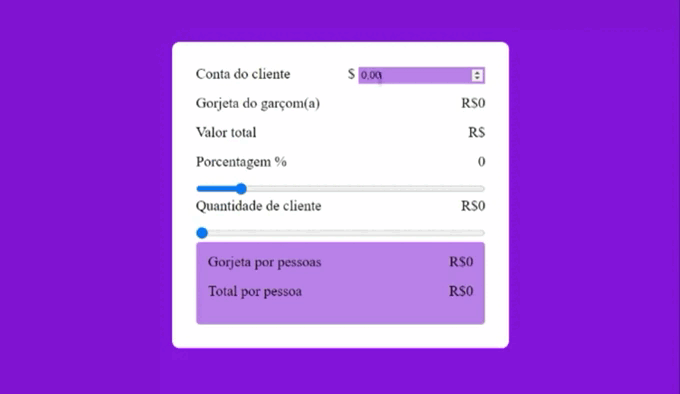 Conta do cliente $ 0,00
Gorjeta do garçom(a) R$0
Valor total R$
Porcentagem % 0
Quantidade de cliente R$0
Gorjeta por pessoas R$0
Total por pessoa R$0